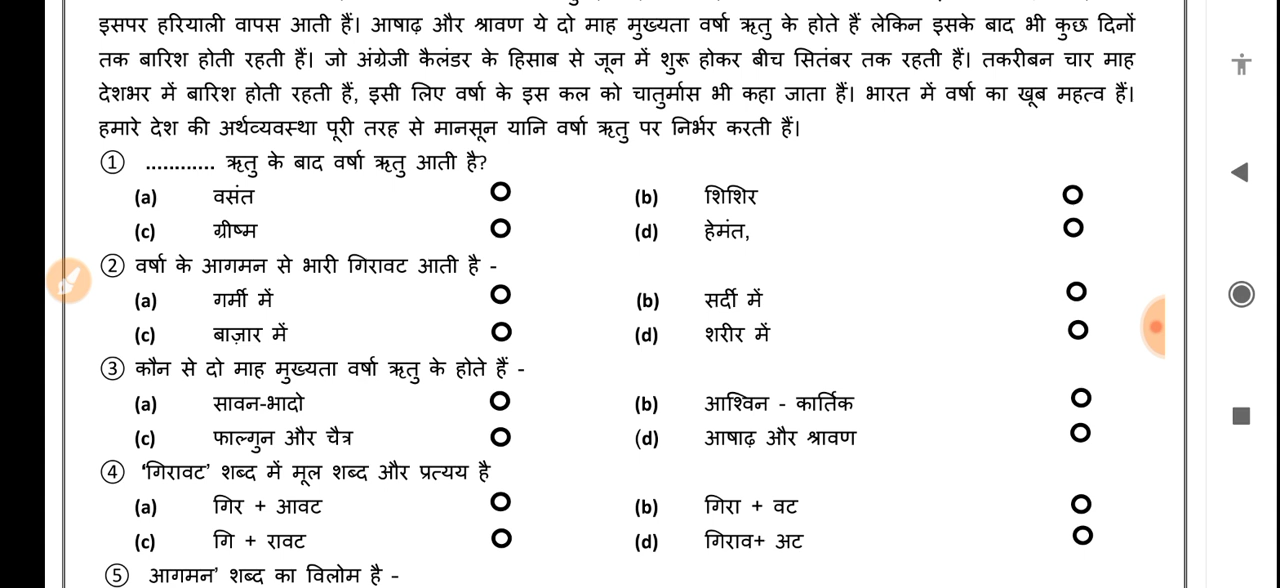 इसपर हरियाली वापस आती हैं। आषाढ़ और श्रावण ये दो माह मुख्यता वर्षा ऋतु के होते हैं लेकिन इसके बाद भी कुछ दिनों
तक बारिश होती रहती हैं। जो अंग्रेजी कैलंडर के हिसाब से जून में शुरू होकर बीच सितंबर तक रहती हैं। तकरीबन चार माह
देशभर में बारिश होती रहती हैं, इसी लिए वर्षा के इस कल को चातुर्मास भी कहा जाता हैं। भारत में वर्षा का खूब महत्व हैं।
हमारे देश की अर्थव्यवस्था पूरी तरह से मानसून यानि वर्षा ऋतु पर निर्भर करती हैं।
① ............ ऋतु के बाद वर्षा ऋतु आती है?
(a) वसंत (b) शिशिर
(c) ग्रीष्म (d) हेमंत,
② वर्षा के आगमन से भारी गिरावट आती है -
(a) गर्मी में (b) सर्दी में
(c) बाज़ार में (d) शरीर में
③ कौन से दो माह मुख्यता वर्षा ऋतु के होते हैं -
(a) सावन-भादो (b) आश्विन - कार्तिक
(c) फाल्गुन और चैत्र (d) आषाढ़ और श्रावण
④ ‘गिरावट’ शब्द में मूल शब्द और प्रत्यय है
(a) गिर + आवट (b) गिरा + वट
(c) गि + रावट (d) गिराव+ अट
⑤ आगमन’ शब्द का विलोम है -